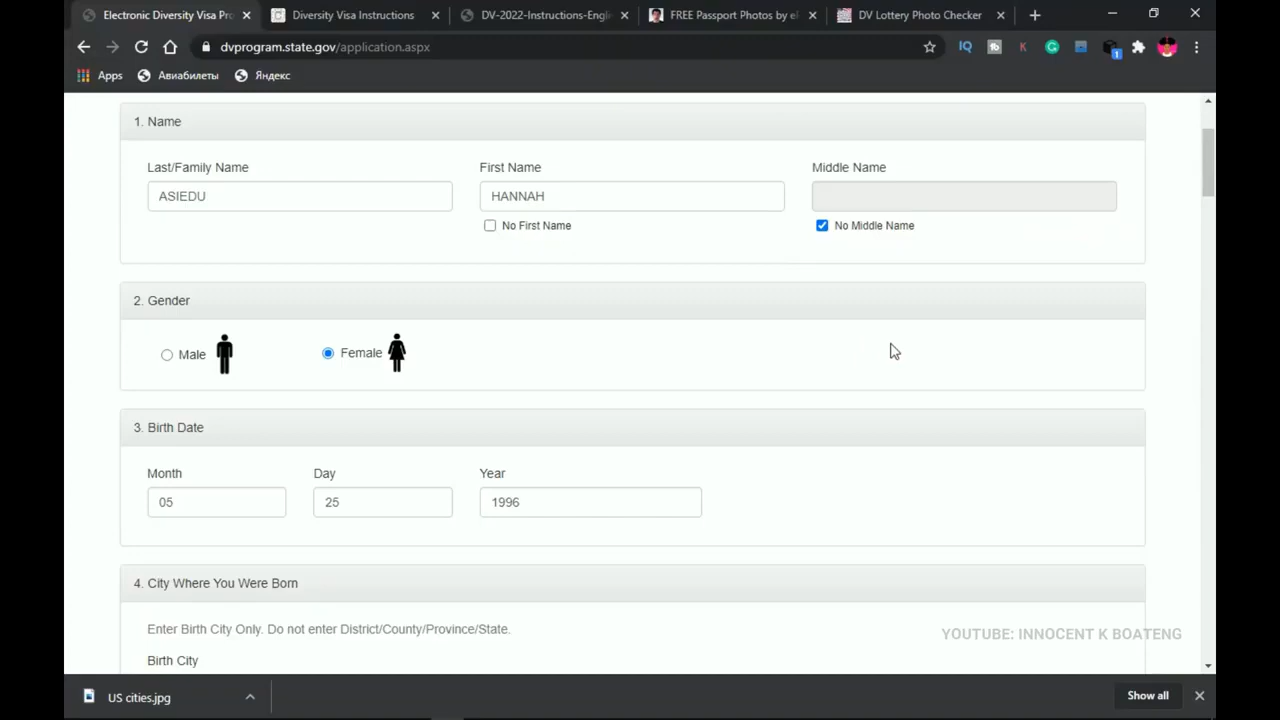 Electronic Diversity Visa Pro
Diversity Visa Instructions
DV-2022-Instructions-Engli
FREE Passport Photos by eP
DV Lottery Photo Checker
dvprogram.state.gov/application.aspx
IQ
K
G
1
Apps
Авиабилеты
Яндекс
1. Name
Last/Family Name
First Name
Middle Name
ASIEDU
HANNAH
No First Name
No Middle Name
2. Gender
Male
Female
3. Birth Date
Month
Day
Year
05
25
1996
4. City Where You Were Born
Enter Birth City Only. Do not enter District/County/Province/State.
YOUTUBE: INNOCENT K BOATENG
Birth City
US cities.jpg
Show all